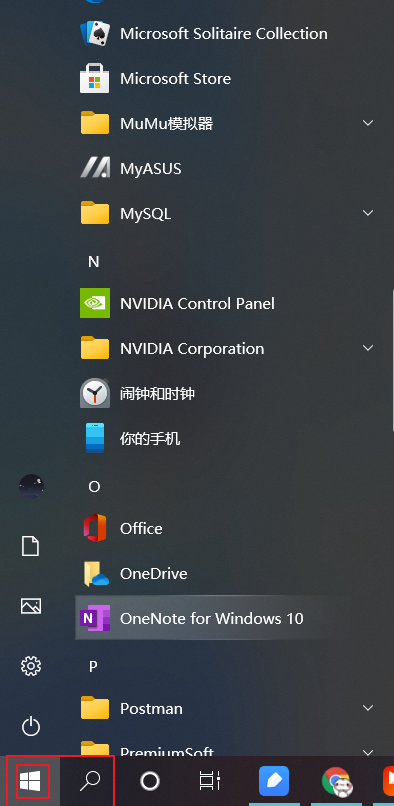 Microsoft Solitaire Collection
Microsoft Store
MuMu模拟器
MyASUS
MySQL
N
NVIDIA Control Panel
NVIDIA Corporation
闹钟和时钟
你的手机
O
Office
OneDrive
N OneNote for Windows 10
P
Postman
PremiumSoft